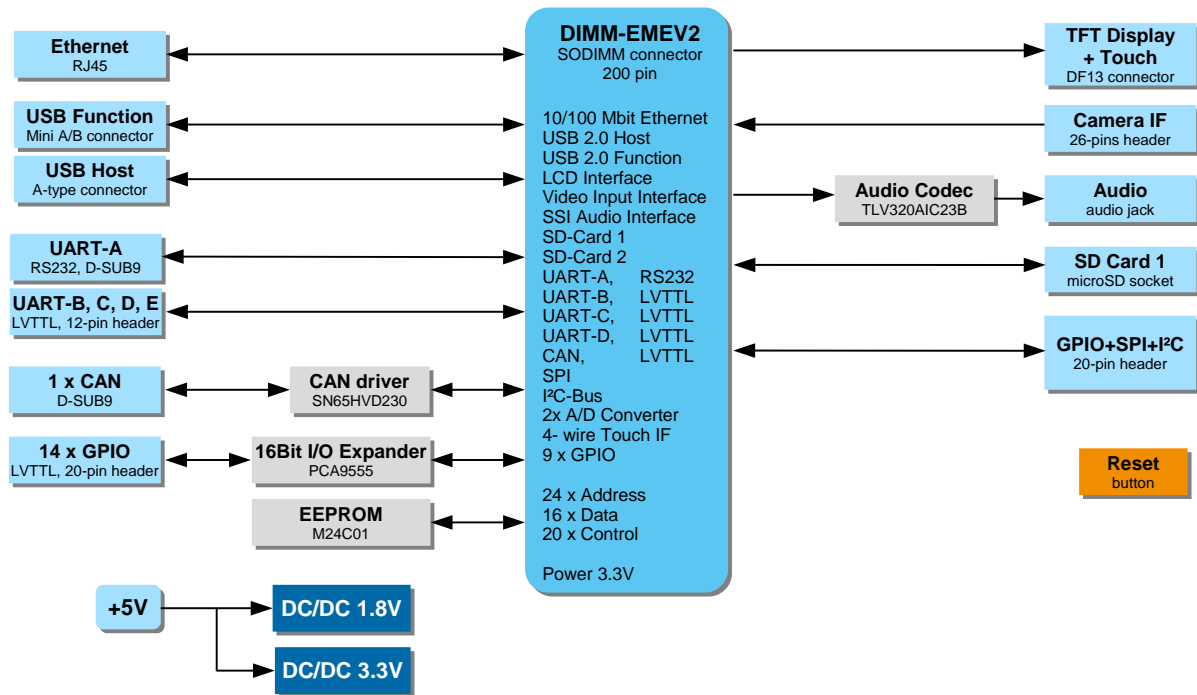 Ethernet
RJ45
USB Function
Mini A/B connector
USB Host
A-type connector
UART-A
RS232, D-SUB9
UART-B, C, D, E
LVTTL, 12-pin header
1 x CAN
D-SUB9
CAN driver
SN65HVD230
14 x GPIO
LVTTL, 20-pin header
16Bit I/O Expander
PCA9555
EEPROM
M24C01
+5V
DC/DC 1.8V
DC/DC 3.3V
DIMM-EMEV2
SODIMM connector
200 pin
10/100 Mbit Ethernet
USB 2.0 Host
USB 2.0 Function
LCD Interface
Video Input Interface
SSI Audio Interface
SD-Card 1
SD-Card 2
UART-A, RS232
UART-B, LVTTL
UART-C, LVTTL
UART-D, LVTTL
CAN, LVTTL
SPI
I²C-Bus
2x A/D Converter
4- wire Touch IF
9 x GPIO
24 x Address
16 x Data
20 x Control
Power 3.3V
TFT Display
+ Touch
DF13 connector
Camera IF
26-pins header
Audio Codec
TLV320AIC23B
Audio
audio jack
SD Card 1
microSD socket
GPIO+SPI+I²C
20-pin header
Reset
button